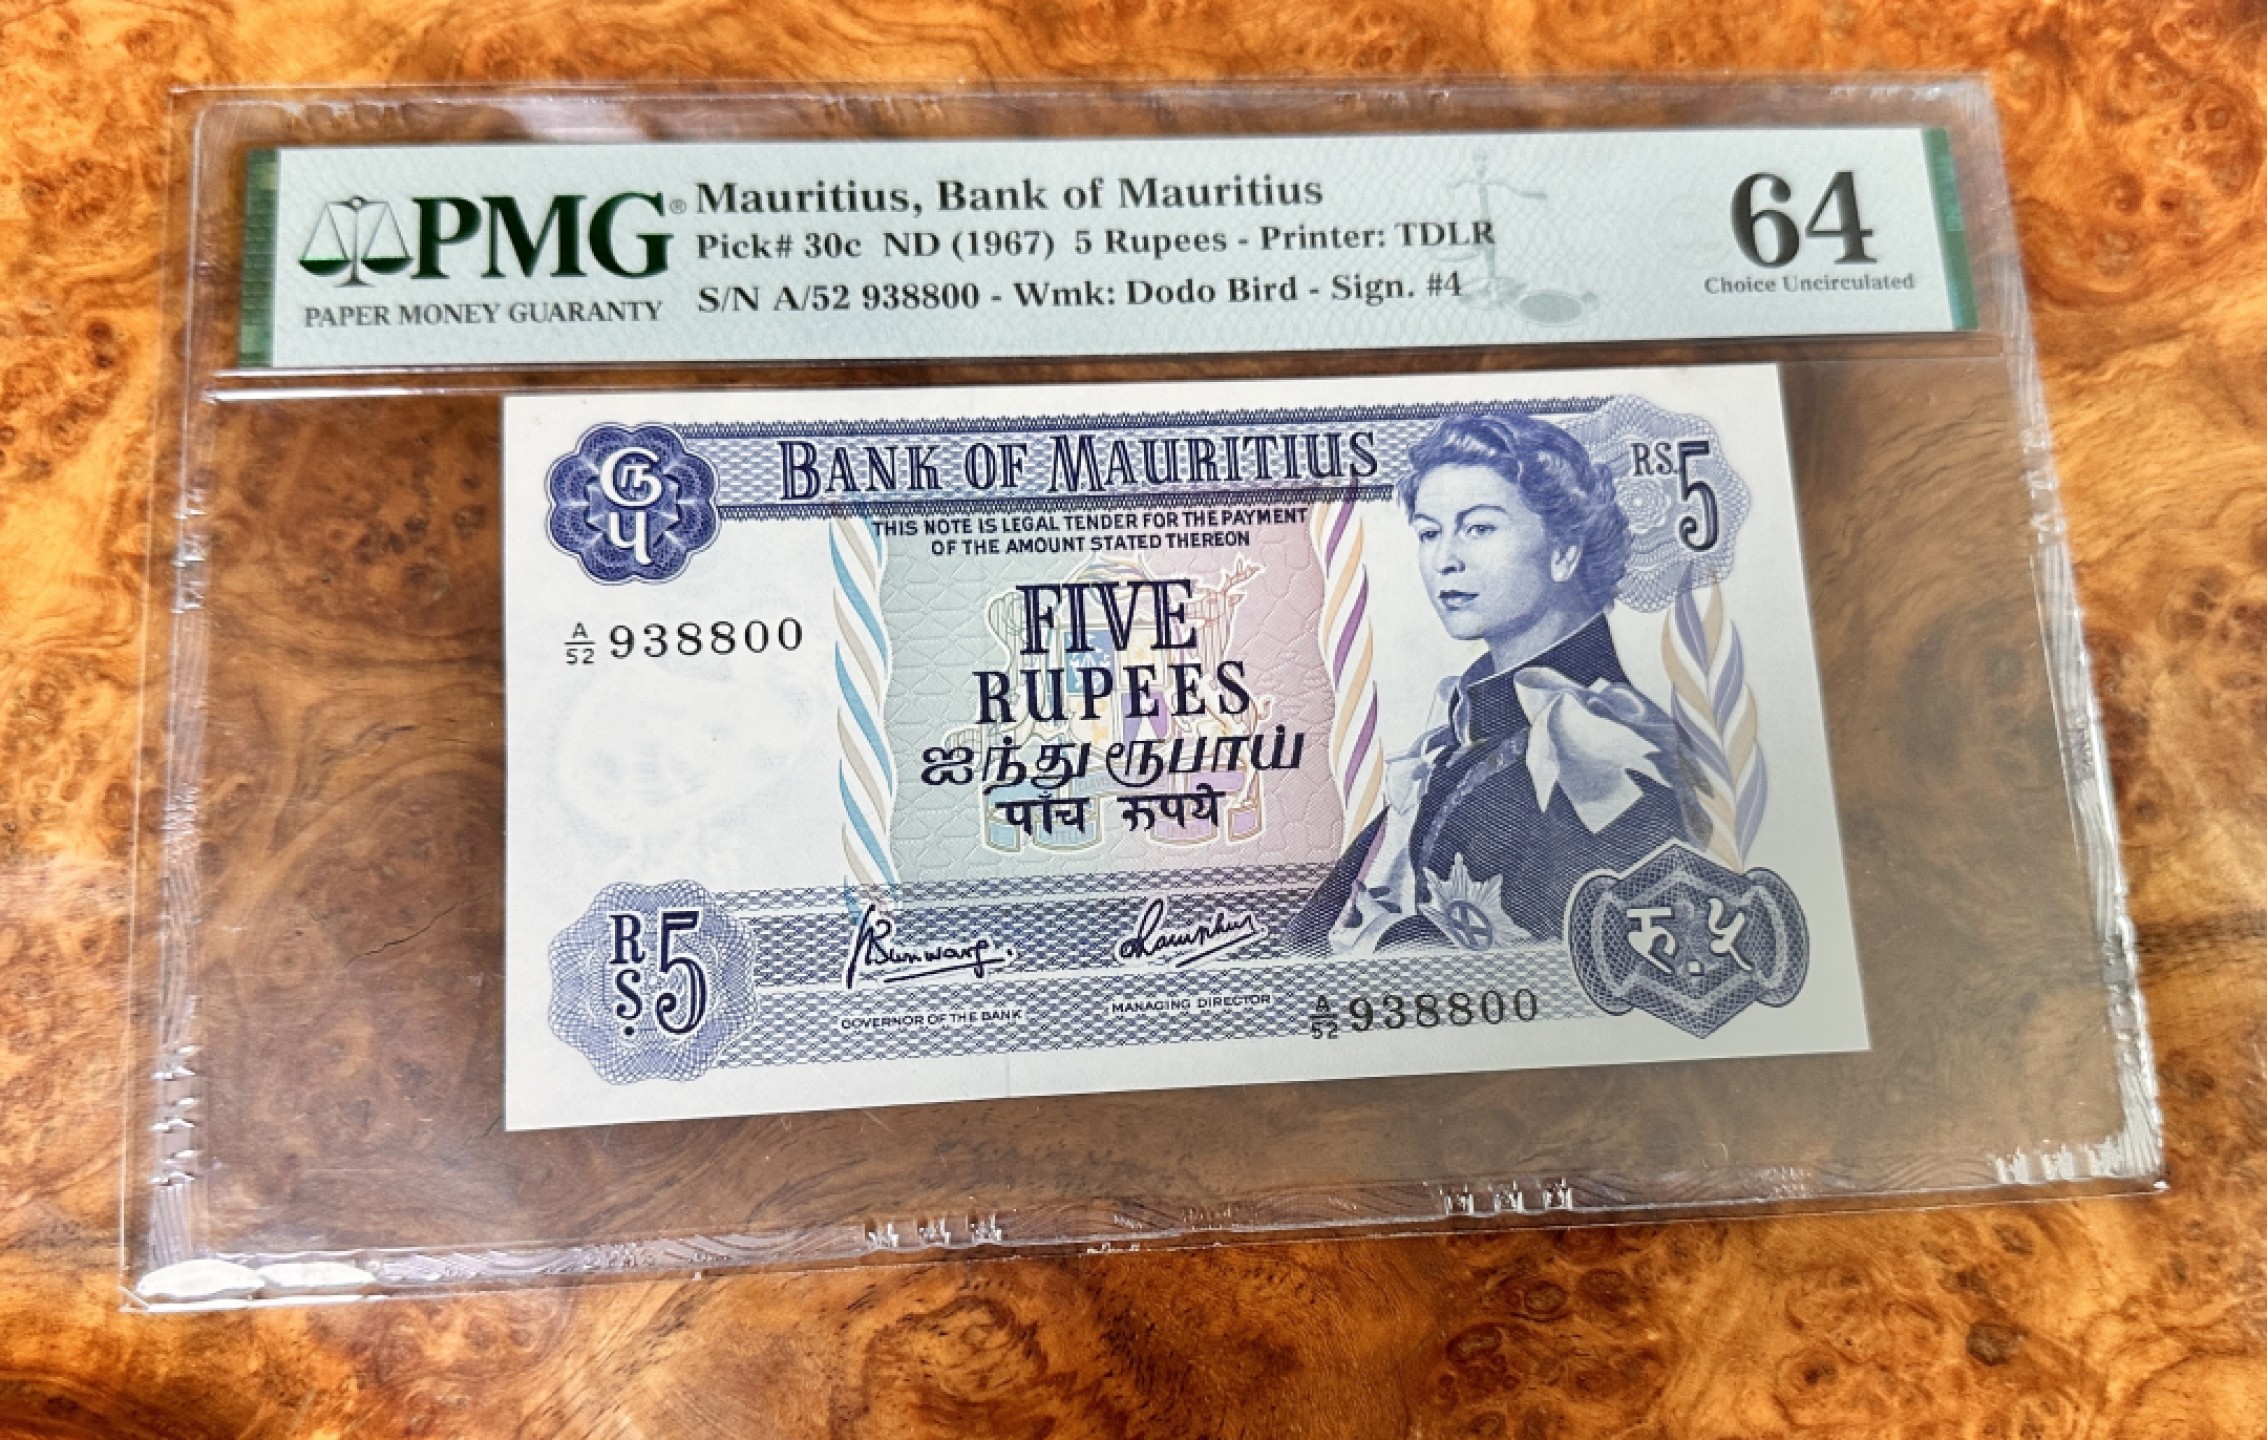 PMG®
PAPER MONEY GUARANTY
Mauritius, Bank of Mauritius
Pick# 30c ND (1967) 5 Rupees - Printer: TDLR
S/N A/52 938800 - Wmk: Dodo Bird - Sign. #4
64
Choice Uncirculated
ரூ
௫
BANK OF MAURITIUS
RS.5
THIS NOTE IS LEGAL TENDER FOR THE PAYMENT
OF THE AMOUNT STATED THEREON
A/52 938800
FIVE
RUPEES
ஐந்து ரூபாய்
पाँच रुपये
RS 5
GOVERNOR OF THE BANK
MANAGING DIRECTOR
A/52 938800
रु.५